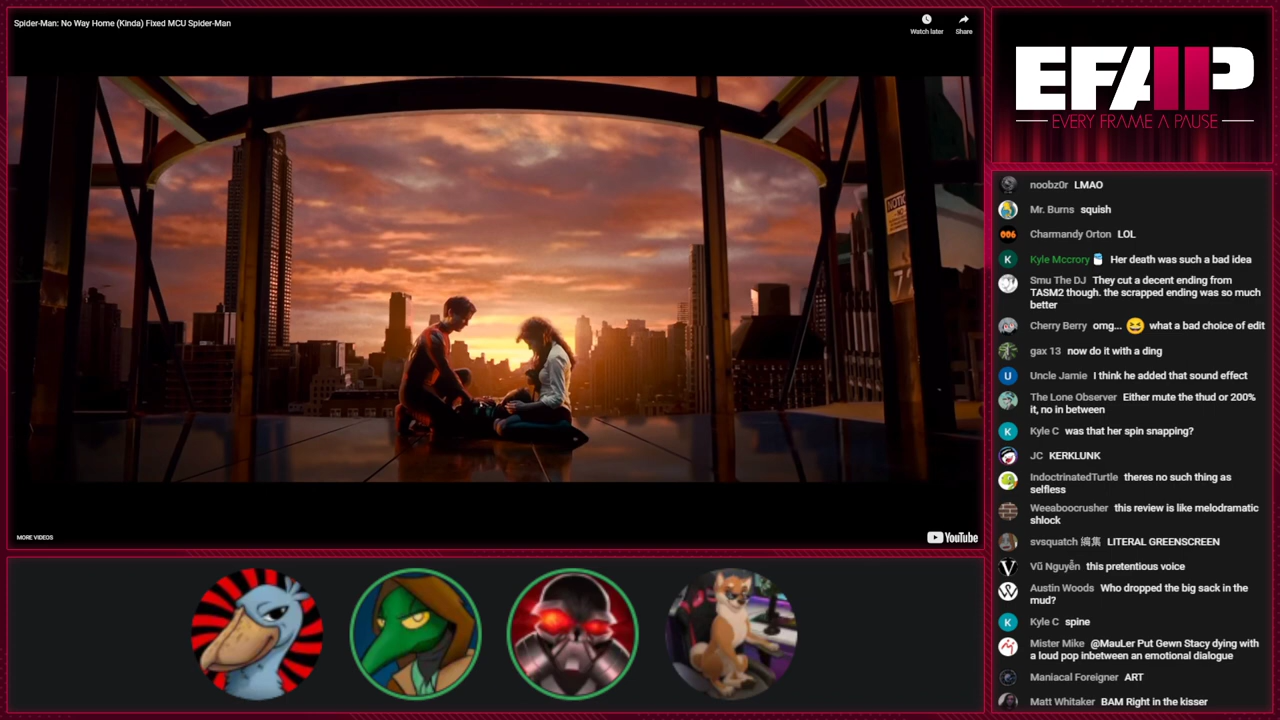 Spider-Man: No Way Home (Kinda) Fixed MCU Spider-Man
Watch later
Share
NOTIC
MORE VIDEOS
YouTube
EFAP
EVERY FRAME A PAUSE
noobz0r LMAO
Mr. Burns squish
006
Charmandy Orton LOL
K
Kyle Mccrory Her death was such a bad idea
Smu The DJ They cut a decent ending from
TASM2 though. the scrapped ending was so much
better
Cherry Berry omg... 😆 what a bad choice of edit
gax 13 now do it with a ding
U
Uncle Jamie I think he added that sound effect
The Lone Observer Either mute the thud or 200%
it, no in between
K
Kyle C was that her spin snapping?
JC KERKLUNK
IndoctrinatedTurtle theres no such thing as
selfless
Weeaboocrusher this review is like melodramatic
shlock
svsquatch 編集 LITERAL GREENSCREEN
V
Vũ Nguyễn this pretentious voice
W
Austin Woods Who dropped the big sack in the
mud?
K
Kyle C spine
Mister Mike @MauLer Put Gewn Stacy dying with
a loud pop inbetween an emotional dialogue
Maniacal Foreigner ART
Matt Whitaker BAM Right in the kisser